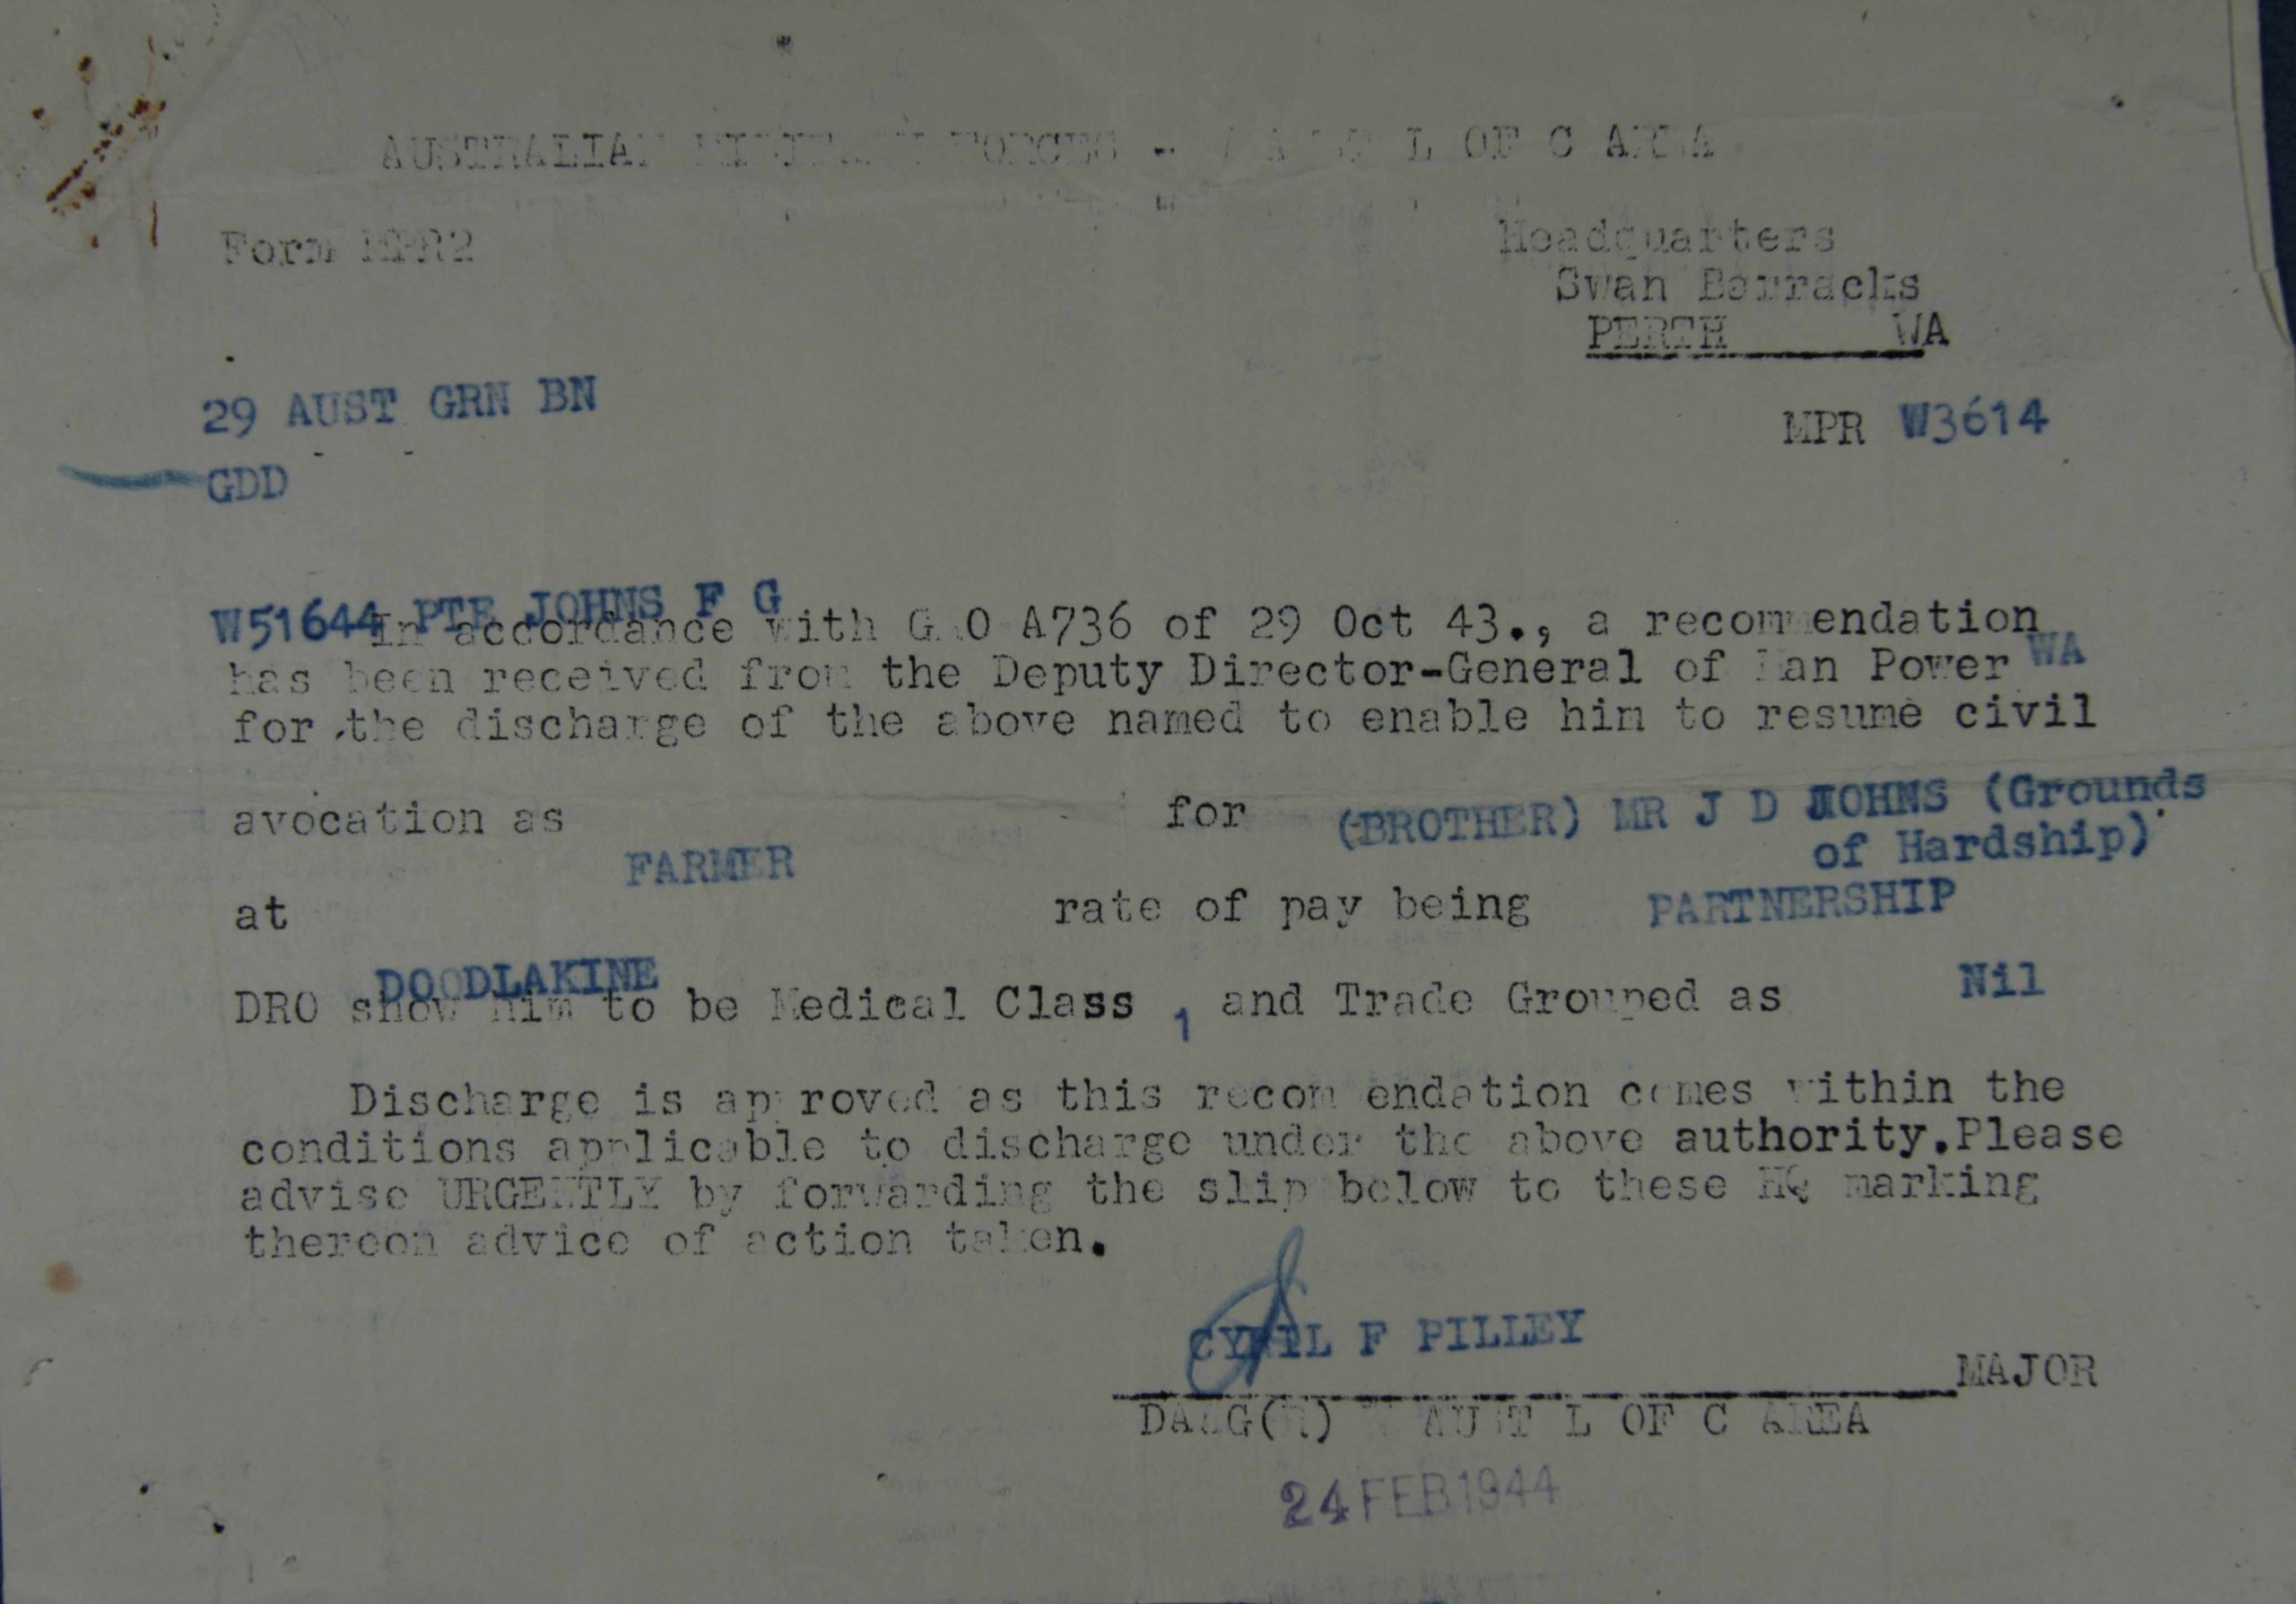 AUSTRALIAN MILITARY FORCES - L OF C AREA
Form MPR2
Headquarters
Swan Barracks
PERTH WA
29 AUST GRN BN
MPR W3614
GDD
W51644 PTE JOHNS F G
In accordance with G.O A736 of 29 Oct 43., a recommendation
has been received from the Deputy Director-General of Man Power WA
for the discharge of the above named to enable him to resume civil
avocation as for (BROTHER) MR J D JOHNS (Grounds
of Hardship)
FARMER
at rate of pay being PARTNERSHIP
DOODLAKINE
DRO show him to be Medical Class 1 and Trade Grouped as Nil
Discharge is approved as this recommendation comes within the
conditions applicable to discharge under the above authority.Please
advise URGENTLY by forwarding the slip below to these HQ marking
thereon advice of action taken.
CYRIL F PILLEY
MAJOR
DAAG(R) W AUST L OF C AREA
24 FEB 1944